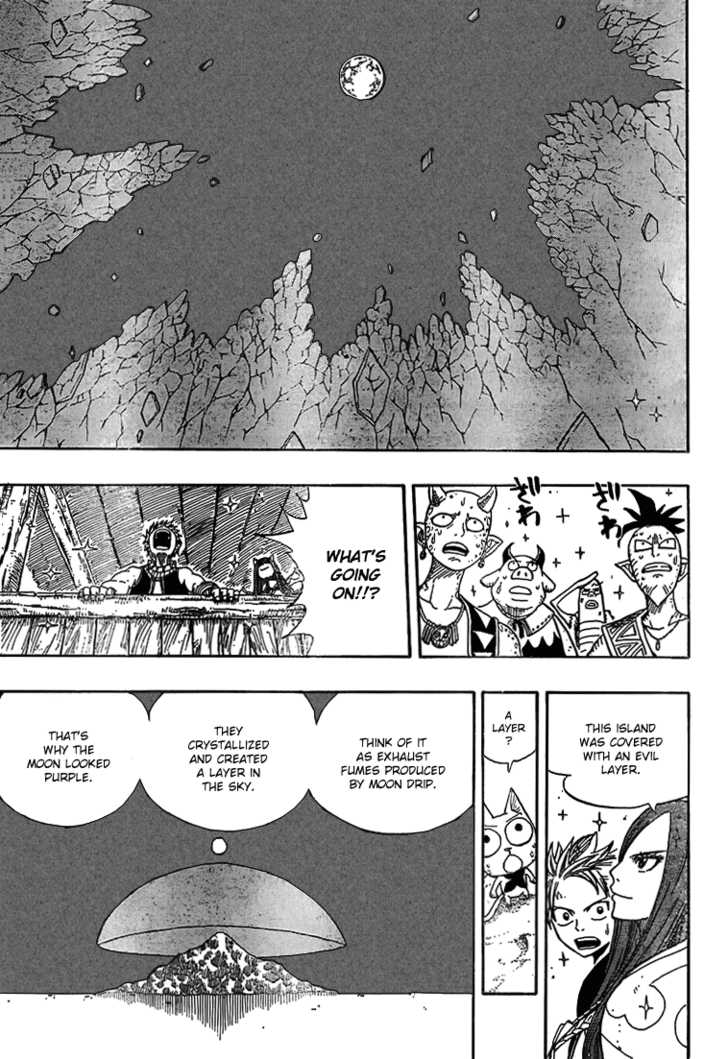 ざわ
ざわ
WHAT'S
GOING
ON!!?
THIS ISLAND
WAS COVERED
WITH AN EVIL
LAYER.
A
LAYER
?
THINK OF IT
AS EXHAUST
FUMES PRODUCED
BY MOON DRIP.
THEY
CRYSTALLIZED
AND CREATED
A LAYER IN
THE SKY.
THAT'S
WHY THE
MOON LOOKED
PURPLE.